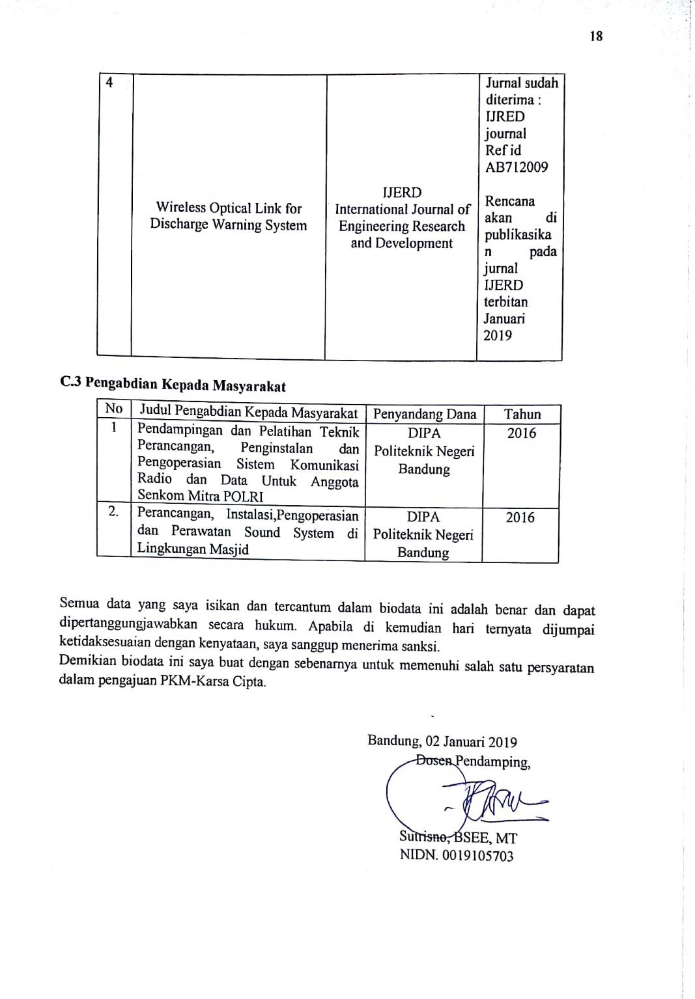 18
4
Wireless Optical Link for
Discharge Warning System
IJERD
International Journal of
Engineering Research
and Development
Jurnal sudah
diterima :
IJRED
journal
Ref id
AB712009
Rencana
akan di
publikasika
n pada
jurnal
IJERD
terbitan
Januari
2019
C.3 Pengabdian Kepada Masyarakat
No Judul Pengabdian Kepada Masyarakat Penyandang Dana Tahun
1 Pendampingan dan Pelatihan Teknik
Perancangan, Penginstalan dan
Pengoperasian Sistem Komunikasi
Radio dan Data Untuk Anggota
Senkom Mitra POLRI
DIPA
Politeknik Negeri
Bandung
2016
2. Perancangan, Instalasi,Pengoperasian
dan Perawatan Sound System di
Lingkungan Masjid
DIPA
Politeknik Negeri
Bandung
2016
Semua data yang saya isikan dan tercantum dalam biodata ini adalah benar dan dapat
dipertanggungjawabkan secara hukum. Apabila di kemudian hari ternyata dijumpai
ketidaksesuaian dengan kenyataan, saya sanggup menerima sanksi.
Demikian biodata ini saya buat dengan sebenarnya untuk memenuhi salah satu persyaratan
dalam pengajuan PKM-Karsa Cipta.
Bandung, 02 Januari 2019
Dosen Pendamping,
Sutrisno, BSEE, MT
NIDN. 0019105703